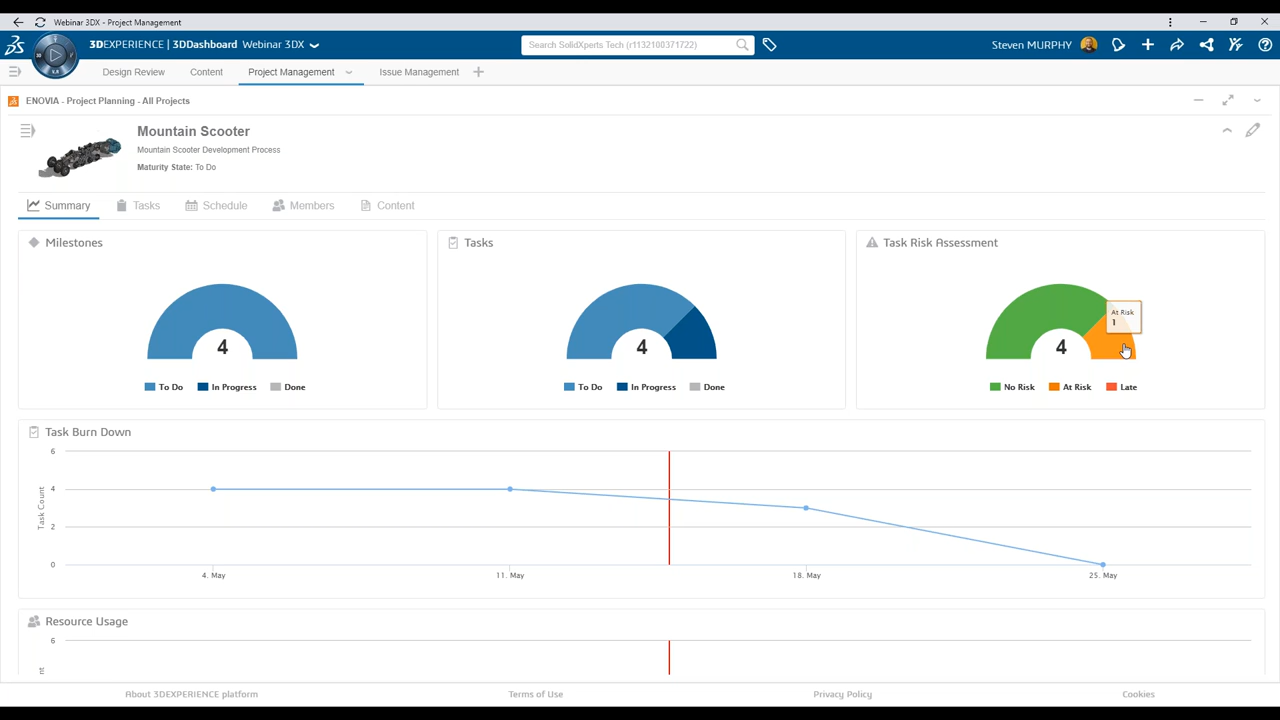 Webinar 3DX - Project Management
3DEXPERIENCE | 3DDashboard Webinar 3DX
Search SolidXperts Tech (r1132100371722)
Steven MURPHY
Design Review
Content
Project Management
Issue Management
ENOVIA - Project Planning - All Projects
Mountain Scooter
Mountain Scooter Development Process
Maturity State: To Do
Summary
Tasks
Schedule
Members
Content
Milestones
4
To Do In Progress Done
Tasks
4
To Do In Progress Done
Task Risk Assessment
At Risk
1
4
No Risk At Risk Late
Task Burn Down
6
4
2
0
Task Count
4. May
11. May
18. May
25. May
Resource Usage
6
About 3DEXPERIENCE platform
Terms of Use
Privacy Policy
Cookies